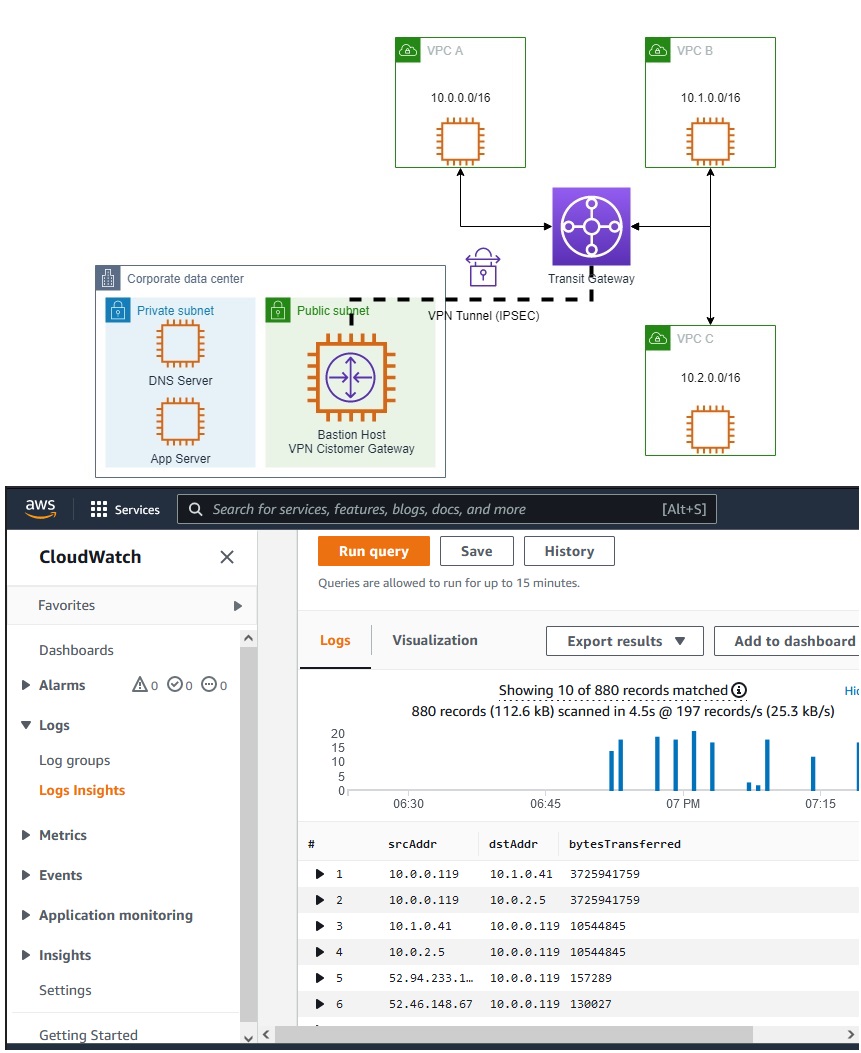 VPC A
10.0.0.0/16
VPC B
10.1.0.0/16
Transit Gateway
VPN Tunnel (IPSEC)
VPC C
10.2.0.0/16
Corporate data center
Private subnet
DNS Server
App Server
Public subnet
Bastion Host
VPN Cistomer Gateway
aws
Services
Search for services, features, blogs, docs, and more
[Alt+S]
CloudWatch
Favorites
Dashboards
Alarms 0 0 0
Logs
Log groups
Logs Insights
Metrics
Events
Application monitoring
Insights
Settings
Getting Started
Run query Save History
Queries are allowed to run for up to 15 minutes.
Logs Visualization Export results Add to dashboard
Showing 10 of 880 records matched
Hic
880 records (112.6 kB) scanned in 4.5s @ 197 records/s (25.3 kB/s)
20
15
10
5
0
06:30 06:45 07 PM 07:15
# srcAddr dstAddr bytesTransferred
1 10.0.0.119 10.1.0.41 3725941759
2 10.0.0.119 10.0.2.5 3725941759
3 10.1.0.41 10.0.0.119 10544845
4 10.0.2.5 10.0.0.119 10544845
5 52.94.233.1… 10.0.0.119 157289
6 52.46.148.67 10.0.0.119 130027